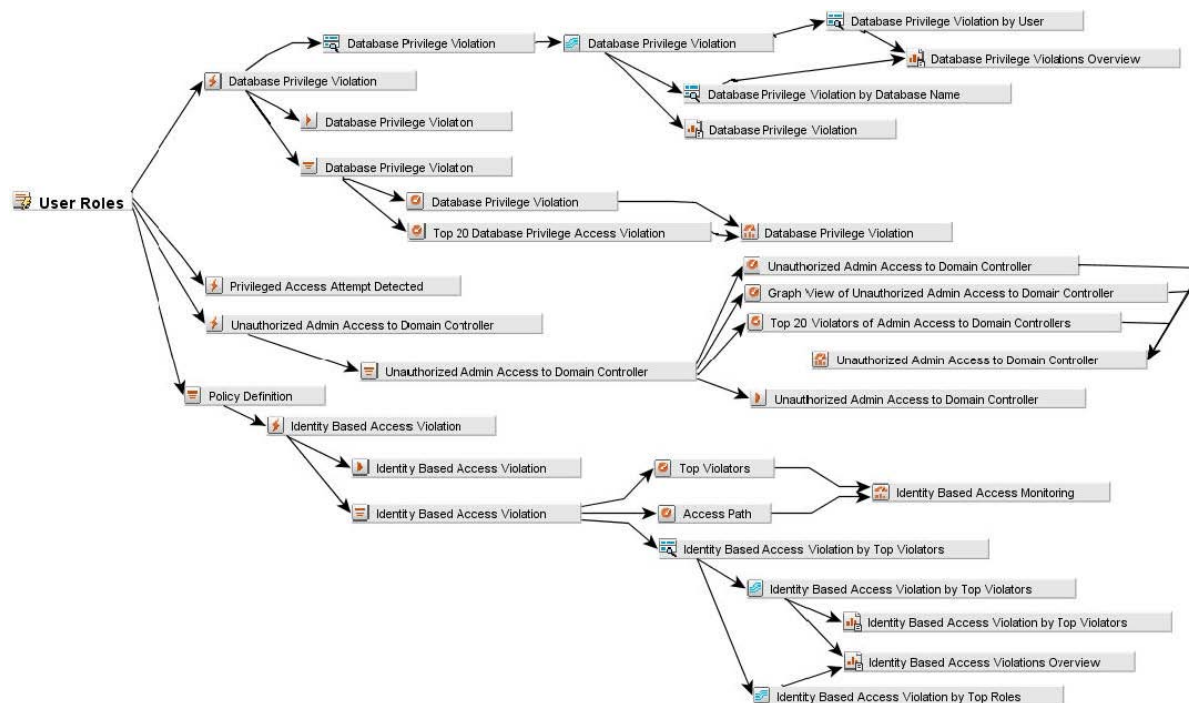 Database Privilege Violation by User
Database Privilege Violation
Database Privilege Violation
Database Privilege Violations Overview
Database Privilege Violation
Database Privilege Violation by Database Name
Database Privilege Violaton
Database Privilege Violation
Database Privilege Violaton
User Roles
Database Privilege Violation
Top 20 Database Privilege Access Violation
Database Privilege Violation
Unauthorized Admin Access to Domain Controller
Privileged Access Attempt Detected
Graph View of Unauthorized Admin Access to Domain Controller
Unauthorized Admin Access to Domain Controller
Top 20 Violators of Admin Access to Domain Controllers
Unauthorized Admin Access to Domain Controller
Unauthorized Admin Access to Domain Controller
Policy Definition
Unauthorized Admin Access to Domain Controller
Identity Based Access Violation
Identity Based Access Violation
Top Violators
Identity Based Access Monitoring
Identity Based Access Violation
Access Path
Identity Based Access Violation by Top Violators
Identity Based Access Violation by Top Violators
Identity Based Access Violation by Top Violators
Identity Based Access Violations Overview
Identity Based Access Violation by Top Roles